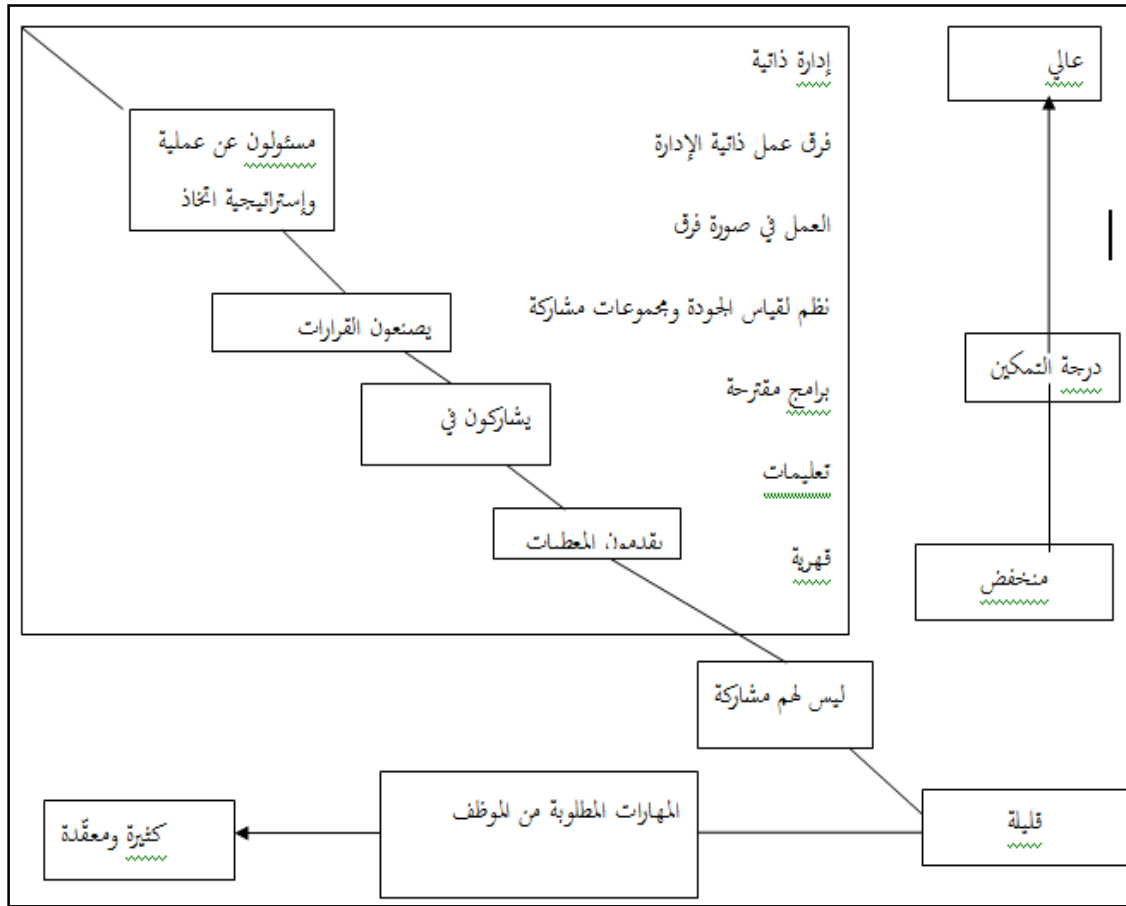 عالي
إدارة ذاتية
مسئولون عن عملية
وإستراتيجية اتخاذ
فرق عمل ذاتية الإدارة
العمل في صورة فرق
نظم لقياس الجودة ومجموعات مشاركة
يصنعون القرارات
درجة التمكين
برامج مقترحة
يشاركون في
تعليمات
يقدمون المعطيات
قهرية
منخفض
ليس لهم مشاركة
المهارات المطلوبة من الموظف
قليلة
كثيرة ومعقّدة